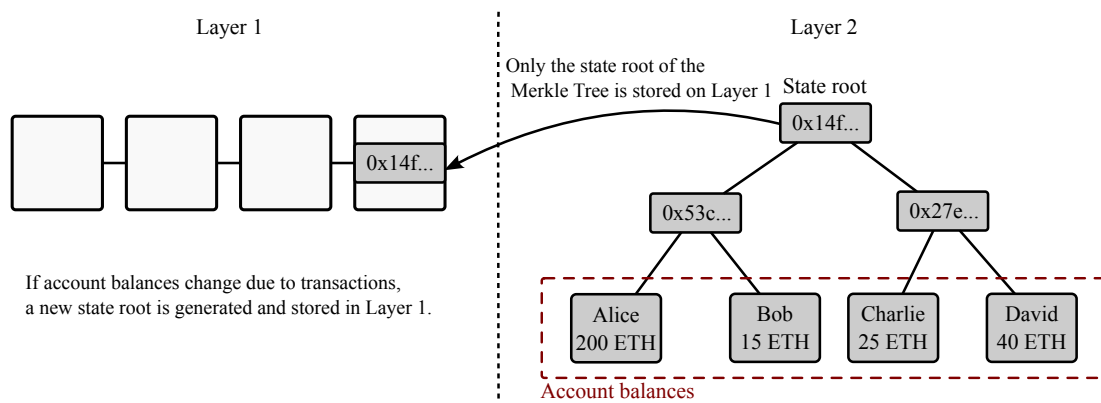 Layer 1
Layer 2
Only the state root of the
Merkle Tree is stored on Layer 1
State root
0x14f...
0x14f...
0x53c...
0x27e...
If account balances change due to transactions,
a new state root is generated and stored in Layer 1.
Alice
200 ETH
Bob
15 ETH
Charlie
25 ETH
David
40 ETH
Account balances